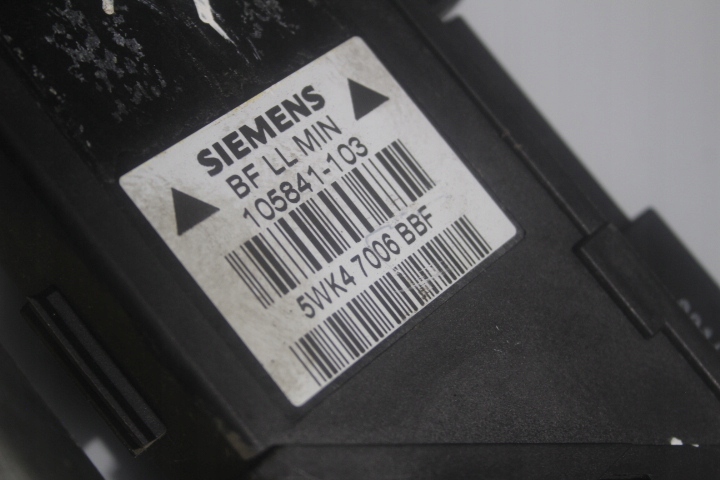 SIEMENS
BF LL MIN
105841-103
5WK4 7006 BBF